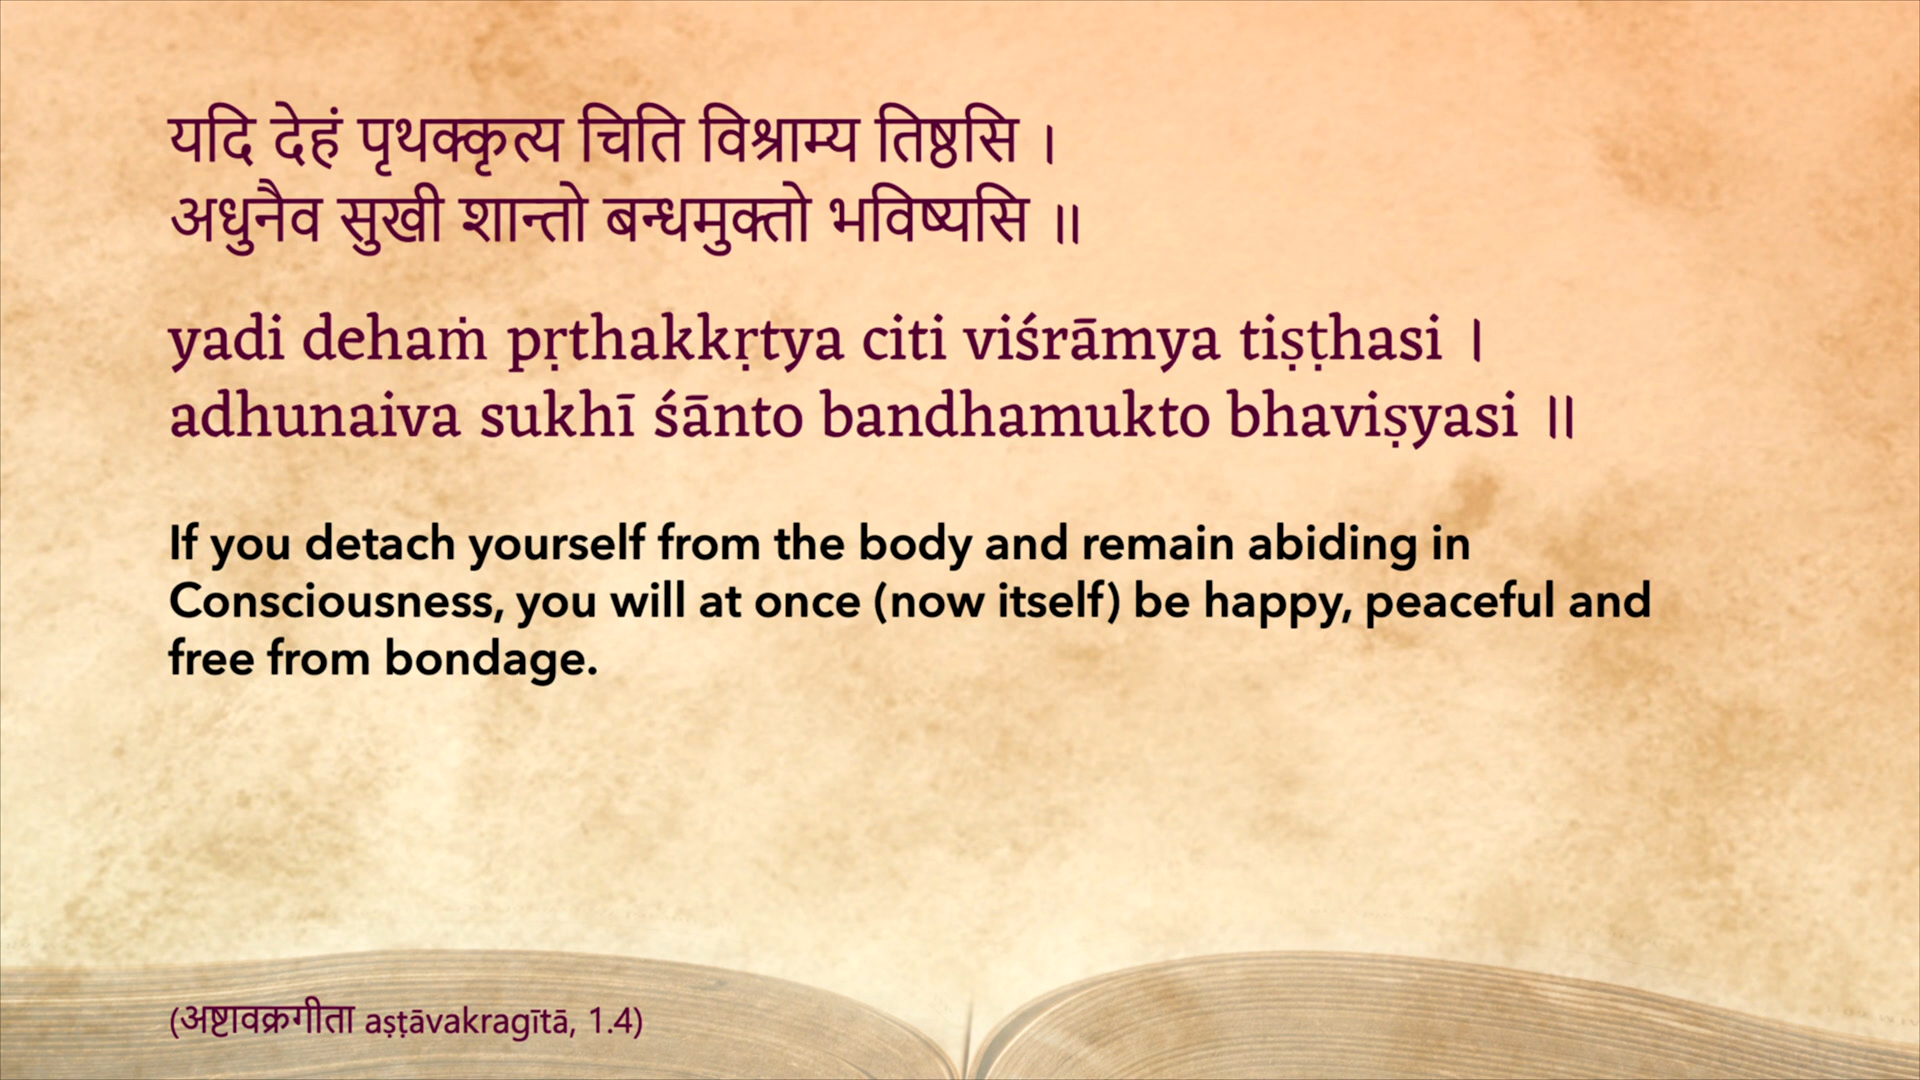 यदि देहं पृथक्कृत्य चिति विश्राम्य तिष्ठसि ।
अधुनैव सुखी शान्तो बन्धमुक्तो भविष्यसि ॥
yadi dehaṁ pṛthakkṛtya citi viśrāmya tiṣṭhasi ।
adhunaiva sukhī śānto bandhamukto bhaviṣyasi ॥
If you detach yourself from the body and remain abiding in
Consciousness, you will at once (now itself) be happy, peaceful and
free from bondage.
(अष्टावक्रगीता aṣṭāvakragītā, 1.4)